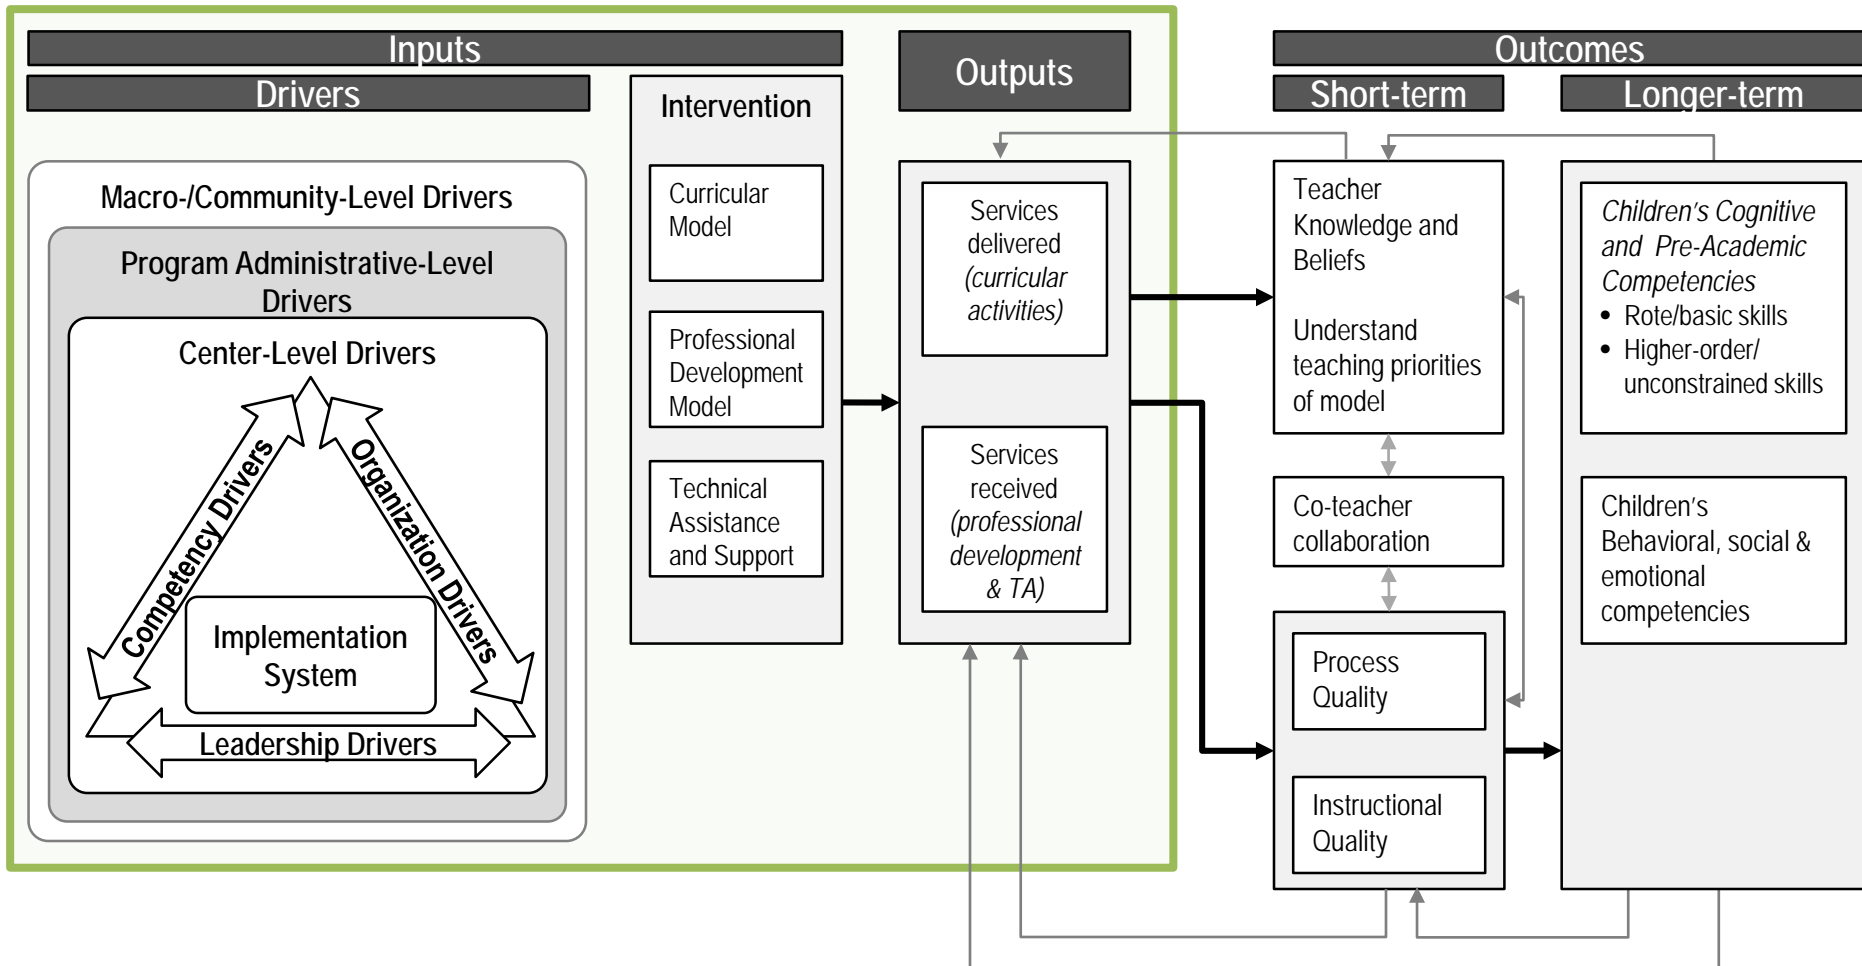 Inputs
Drivers
Macro-/Community-Level Drivers
Program Administrative-Level
Drivers
Center-Level Drivers
Competency Drivers
Organization Drivers
Implementation
System
Leadership Drivers
Intervention
Curricular
Model
Professional
Development
Model
Technical
Assistance
and Support
Outputs
Services
delivered
(curricular
activities)
Services
received
(professional
development
& TA)
Outcomes
Short-term
Teacher
Knowledge and
Beliefs
Understand
teaching priorities
of model
Co-teacher
collaboration
Process
Quality
Instructional
Quality
Longer-term
Children's Cognitive
and Pre-Academic
Competencies
• Rote/basic skills
• Higher-order/
unconstrained skills
Children's
Behavioral, social &
emotional
competencies